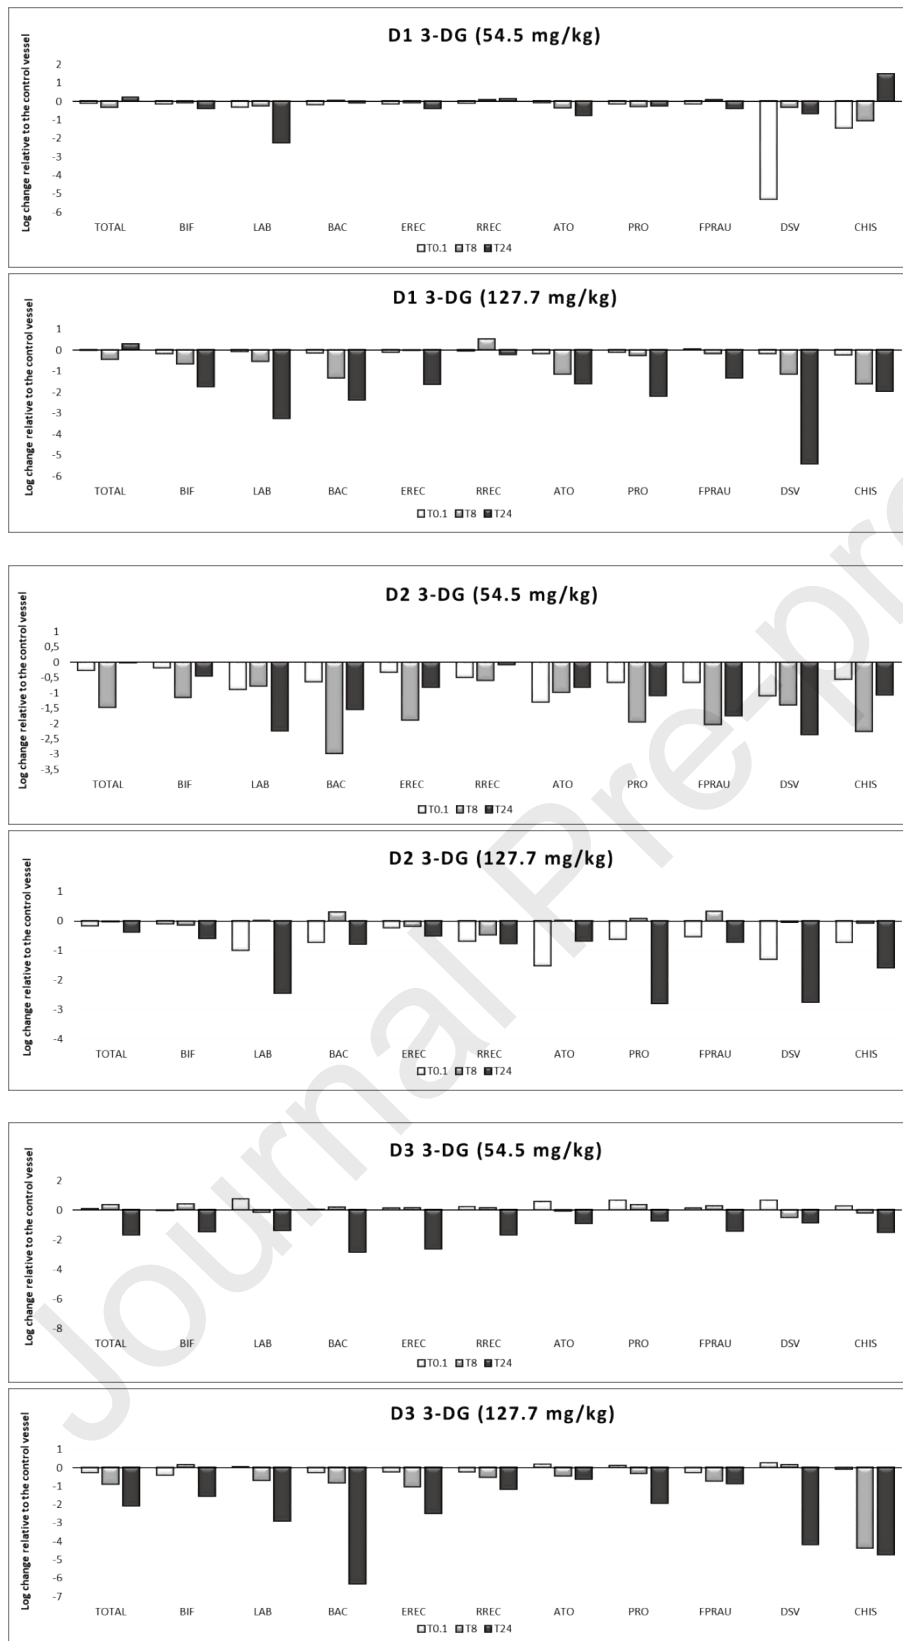 D1 3-DG (54.5 mg/kg)
Log change relative to the control vessel
2
1
0
-1
-2
-3
-4
-5
-6
TOTAL BIF LAB BAC EREC RREC ATO PRO FPRAU DSV CHIS
T0.1 T8 T24
D1 3-DG (127.7 mg/kg)
Log change relative to the control vessel
1
0
-1
-2
-3
-4
-5
-6
TOTAL BIF LAB BAC EREC RREC ATO PRO FPRAU DSV CHIS
T0.1 T8 T24
D2 3-DG (54.5 mg/kg)
Log change relative to the control vessel
1
0,5
0
-0,5
-1
-1,5
-2
-2,5
-3
-3,5
TOTAL BIF LAB BAC EREC RREC ATO PRO FPRAU DSV CHIS
T0.1 T8 T24
D2 3-DG (127.7 mg/kg)
Log change relative to the control vessel
1
0
-1
-2
-3
-4
TOTAL BIF LAB BAC EREC RREC ATO PRO FPRAU DSV CHIS
T0.1 T8 T24
D3 3-DG (54.5 mg/kg)
Log change relative to the control vessel
2
0
-2
-4
-6
-8
TOTAL BIF LAB BAC EREC RREC ATO PRO FPRAU DSV CHIS
T0.1 T8 T24
D3 3-DG (127.7 mg/kg)
Log change relative to the control vessel
1
0
-1
-2
-3
-4
-5
-6
-7
TOTAL BIF LAB BAC EREC RREC ATO PRO FPRAU DSV CHIS
T0.1 T8 T24
Journal Pre-pre